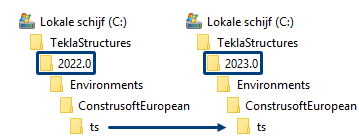 Lokale schijf (C:)
TeklaStructures
2022.0
Environments
ConstrusoftEuropean
ts
Lokale schijf (C:)
TeklaStructures
2023.0
Environments
ConstrusoftEuropean
ts